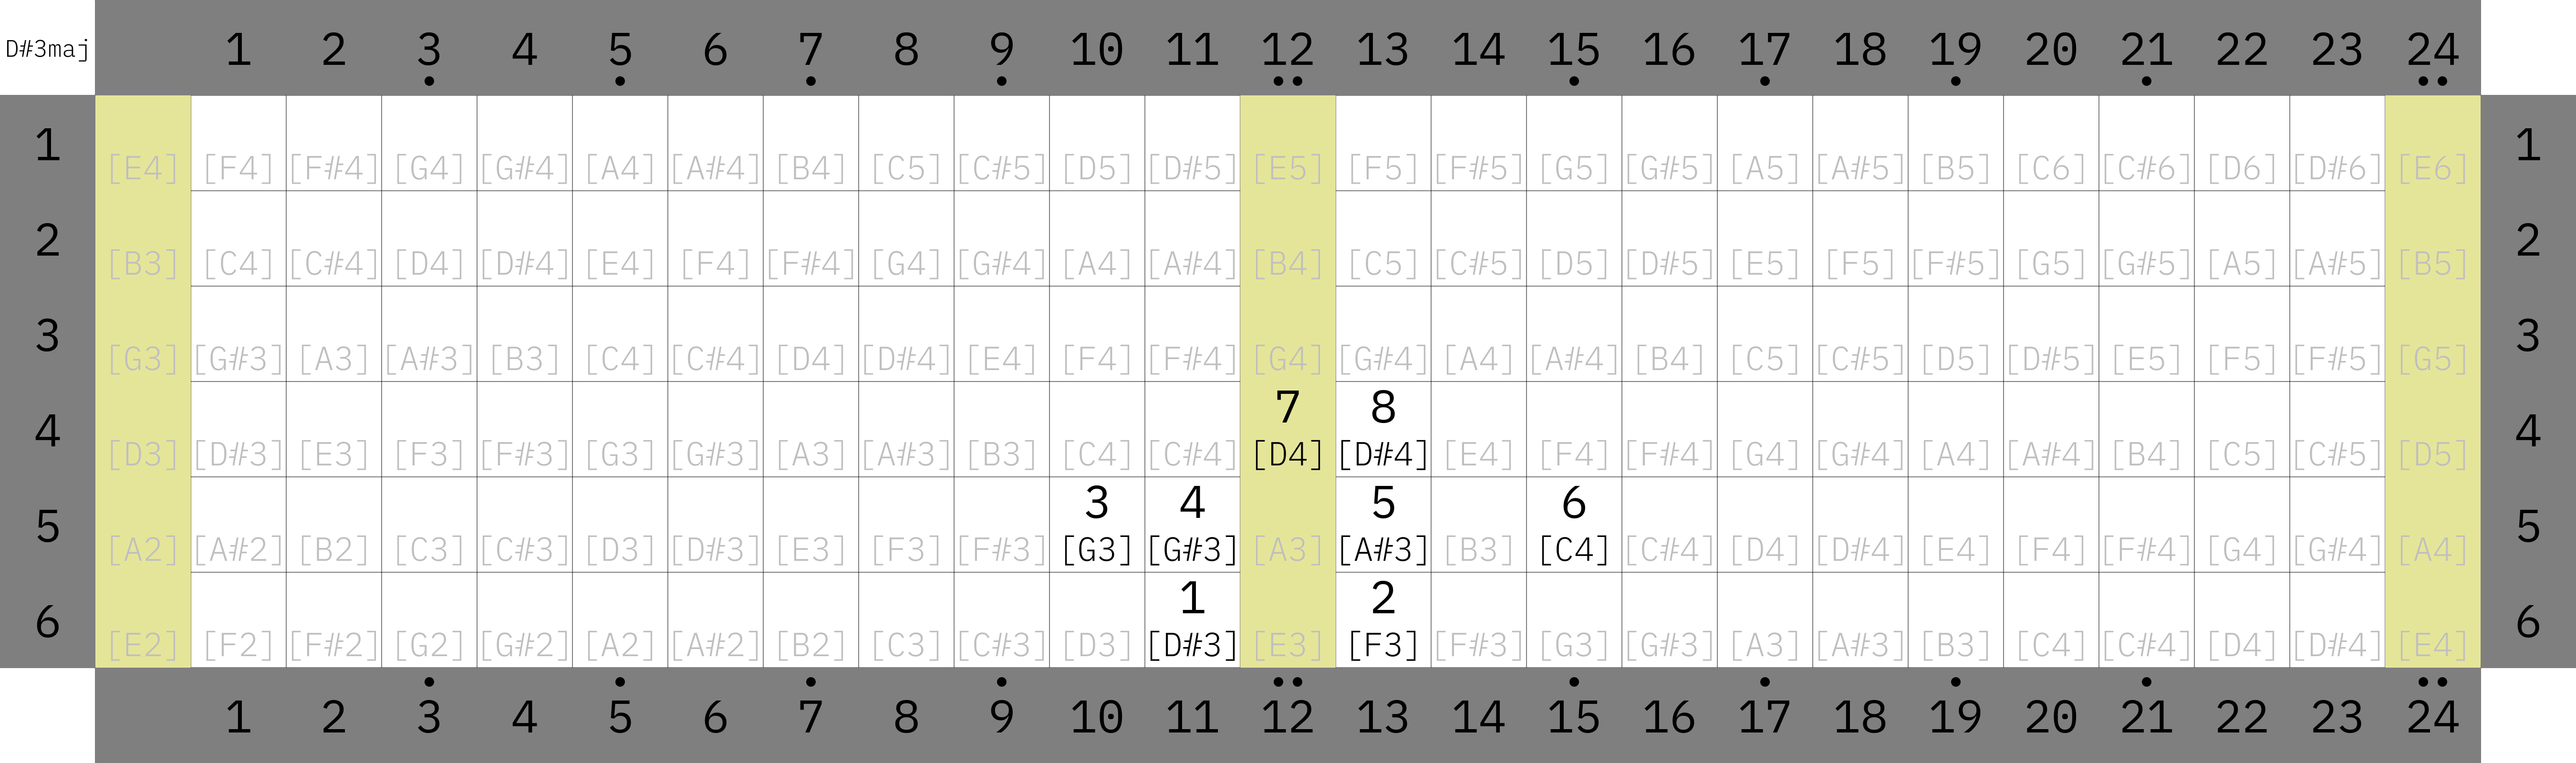 D#3maj 1 2 3 4 5 6 7 8 9 10 11 12 13 14 15 16 17 18 19 20 21 22 23 24
1 [E4] [F4] [F#4] [G4] [G#4] [A4] [A#4] [B4] [C5] [C#5] [D5] [D#5] [E5] [F5] [F#5] [G5] [G#5] [A5] [A#5] [B5] [C6] [C#6] [D6] [D#6] [E6] 1
2 [B3] [C4] [C#4] [D4] [D#4] [E4] [F4] [F#4] [G4] [G#4] [A4] [A#4] [B4] [C5] [C#5] [D5] [D#5] [E5] [F5] [F#5] [G5] [G#5] [A5] [A#5] [B5] 2
3 [G3] [G#3] [A3] [A#3] [B3] [C4] [C#4] [D4] [D#4] [E4] [F4] [F#4] [G4] [G#4] [A4] [A#4] [B4] [C5] [C#5] [D5] [D#5] [E5] [F5] [F#5] [G5] 3
7 8
4 [D3] [D#3] [E3] [F3] [F#3] [G3] [G#3] [A3] [A#3] [B3] [C4] [C#4] [D4] [D#4] [E4] [F4] [F#4] [G4] [G#4] [A4] [A#4] [B4] [C5] [C#5] [D5] 4
3 4 5 6
5 [A2] [A#2] [B2] [C3] [C#3] [D3] [D#3] [E3] [F3] [F#3] [G3] [G#3] [A3] [A#3] [B3] [C4] [C#4] [D4] [D#4] [E4] [F4] [F#4] [G4] [G#4] [A4] 5
1 2
6 [E2] [F2] [F#2] [G2] [G#2] [A2] [A#2] [B2] [C3] [C#3] [D3] [D#3] [E3] [F3] [F#3] [G3] [G#3] [A3] [A#3] [B3] [C4] [C#4] [D4] [D#4] [E4] 6
1 2 3 4 5 6 7 8 9 10 11 12 13 14 15 16 17 18 19 20 21 22 23 24